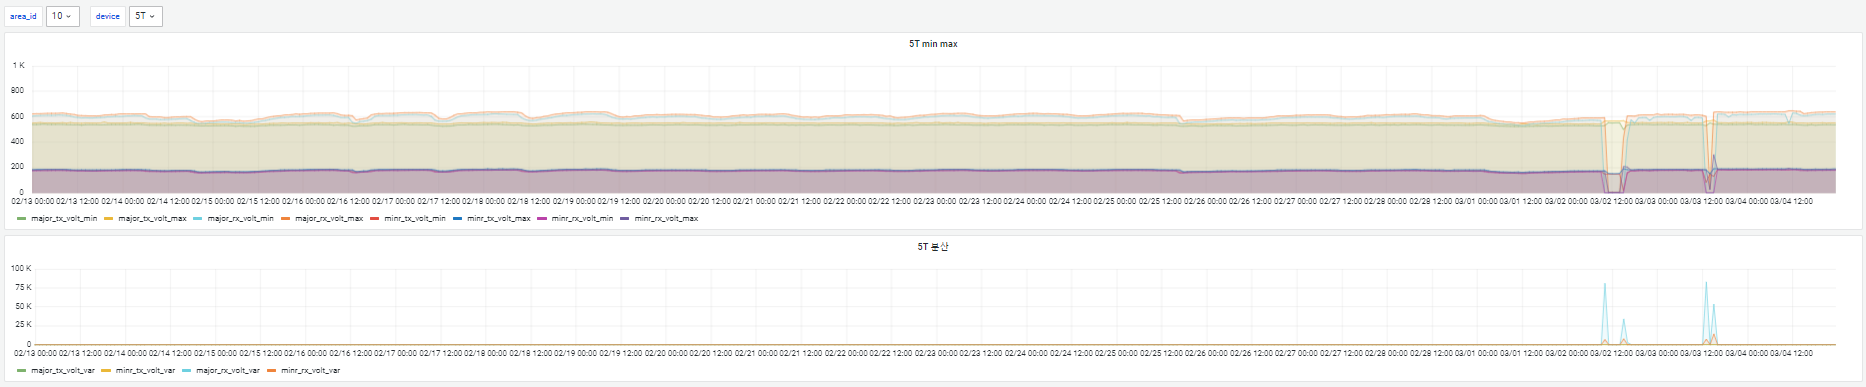 area_id 10 device 5T
5T min max
1 K
800
600
400
200
0
02/13 00:00 02/13 12:00 02/14 00:00 02/14 12:00 02/15 00:00 02/15 12:00 02/16 00:00 02/16 12:00 02/17 00:00 02/17 12:00 02/18 00:00 02/18 12:00 02/19 00:00 02/19 12:00 02/20 00:00 02/20 12:00 02/21 00:00 02/21 12:00 02/22 00:00 02/22 12:00 02/23 00:00 02/23 12:00 02/24 00:00 02/24 12:00 02/25 00:00 02/25 12:00 02/26 00:00 02/26 12:00 02/27 00:00 02/27 12:00 02/28 00:00 02/28 12:00 03/01 00:00 03/01 12:00 03/02 00:00 03/02 12:00 03/03 00:00 03/03 12:00 03/04 00:00 03/04 12:00
major_tx_volt_min major_tx_volt_max major_rx_volt_min major_rx_volt_max minr_tx_volt_min minr_tx_volt_max minr_rx_volt_min minr_rx_volt_max
5T 분산
100 K
75 K
50 K
25 K
0
02/13 00:00 02/13 12:00 02/14 00:00 02/14 12:00 02/15 00:00 02/15 12:00 02/16 00:00 02/16 12:00 02/17 00:00 02/17 12:00 02/18 00:00 02/18 12:00 02/19 00:00 02/19 12:00 02/20 00:00 02/20 12:00 02/21 00:00 02/21 12:00 02/22 00:00 02/22 12:00 02/23 00:00 02/23 12:00 02/24 00:00 02/24 12:00 02/25 00:00 02/25 12:00 02/26 00:00 02/26 12:00 02/27 00:00 02/27 12:00 02/28 00:00 02/28 12:00 03/01 00:00 03/01 12:00 03/02 00:00 03/02 12:00 03/03 00:00 03/03 12:00 03/04 00:00 03/04 12:00
major_tx_volt_var minr_tx_volt_var major_rx_volt_var minr_rx_volt_var